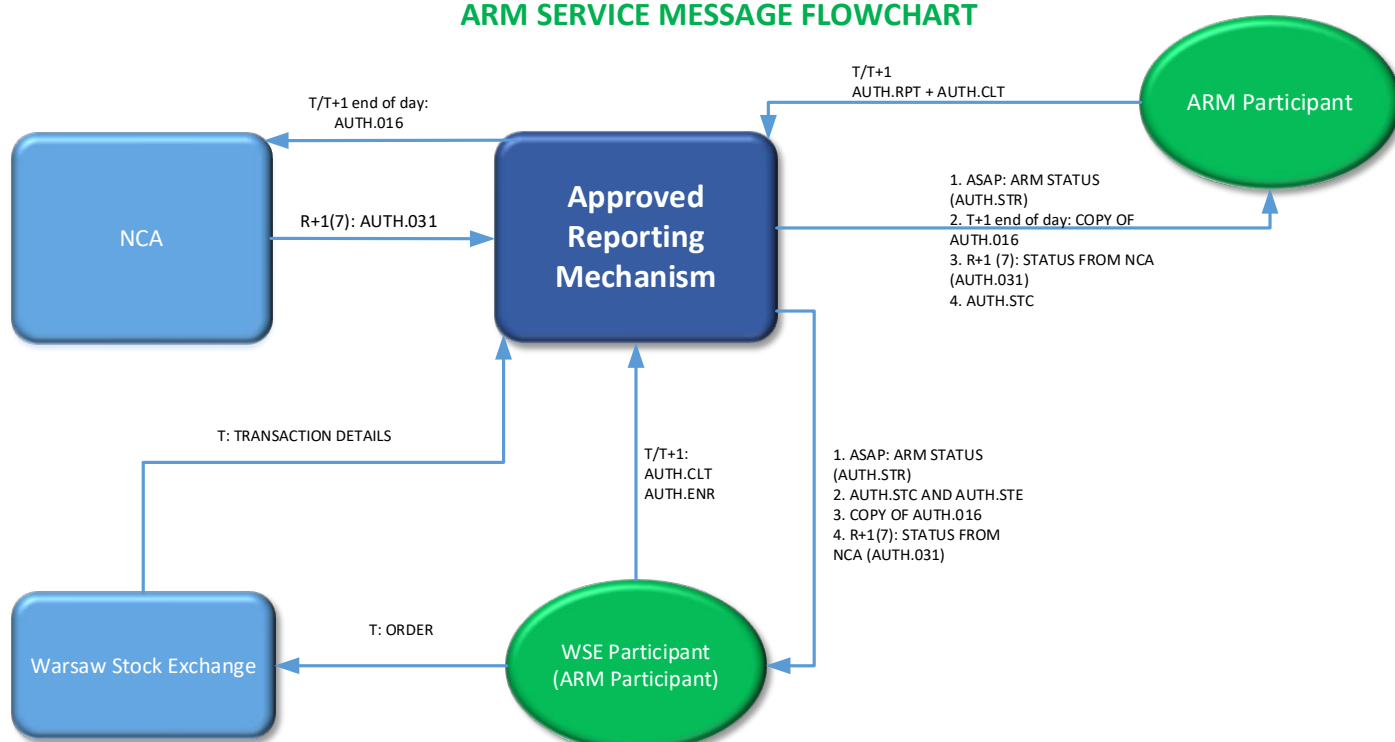 ARM SERVICE MESSAGE FLOWCHART
T/T+1
AUTH.RPT + AUTH.CLT
ARM Participant
T/T+1 end of day:
AUTH.016
NCA
R+1(7): AUTH.031
Approved
Reporting
Mechanism
1. ASAP: ARM STATUS
(AUTH.STR)
2. T+1 end of day: COPY OF
AUTH.016
3. R+1 (7): STATUS FROM NCA
(AUTH.031)
4. AUTH.STC
T: TRANSACTION DETAILS
T/T+1:
AUTH.CLT
AUTH.ENR
1. ASAP: ARM STATUS
(AUTH.STR)
2. AUTH.STC AND AUTH.STE
3. COPY OF AUTH.016
4. R+1(7): STATUS FROM
NCA (AUTH.031)
Warsaw Stock Exchange
T: ORDER
WSE Participant
(ARM Participant)